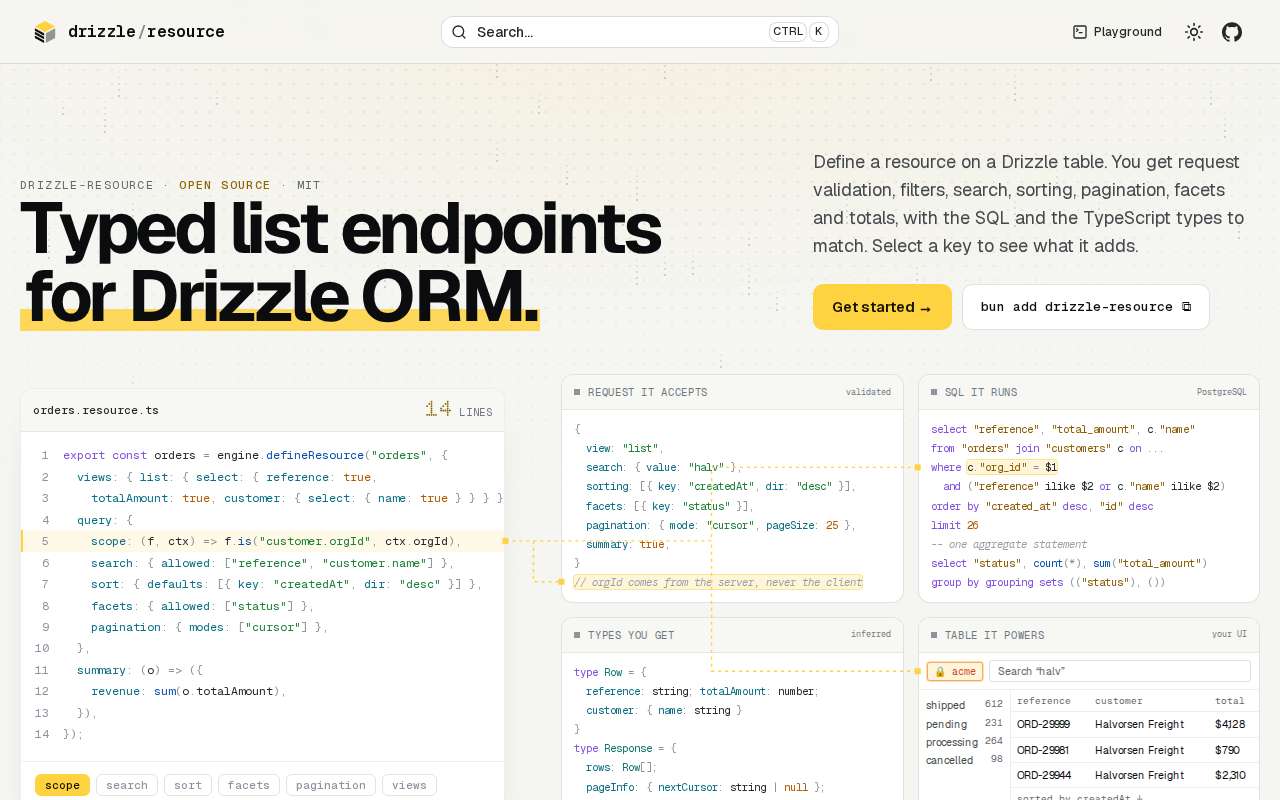 drizzle/resource
Search...
CTRL K
Playground
DRIZZLE-RESOURCE · OPEN SOURCE · MIT
Typed list endpoints
for Drizzle ORM.
Define a resource on a Drizzle table. You get request
validation, filters, search, sorting, pagination, facets
and totals, with the SQL and the TypeScript types to
match. Select a key to see what it adds.
Get started →
bun add drizzle-resource
orders.resource.ts
14 LINES
1 export const orders = engine.defineResource("orders", {
2 views: { list: { select: { reference: true,
3 totalAmount: true, customer: { select: { name: true } } } }
4 query: {
5 scope: (f, ctx) => f.is("customer.orgId", ctx.orgId),
6 search: { allowed: ["reference", "customer.name"] },
7 sort: { defaults: [{ key: "createdAt", dir: "desc" }] },
8 facets: { allowed: ["status"] },
9 pagination: { modes: ["cursor"] },
10 },
11 summary: (o) => ({
12 revenue: sum(o.totalAmount),
13 }),
14 });
scope
search
sort
facets
pagination
views
REQUEST IT ACCEPTS
validated
{
view: "list",
search: { value: "halv" },
sorting: [{ key: "createdAt", dir: "desc" }],
facets: [{ key: "status" }],
pagination: { mode: "cursor", pageSize: 25 },
summary: true,
}
// orgId comes from the server, never the client
SQL IT RUNS
PostgreSQL
select "reference", "total_amount", c."name"
from "orders" join "customers" c on ...
where c."org_id" = $1
and ("reference" ilike $2 or c."name" ilike $2)
order by "created_at" desc, "id" desc
limit 26
-- one aggregate statement
select "status", count(*), sum("total_amount")
group by grouping sets (("status"), ())
TYPES YOU GET
inferred
type Row = {
reference: string; totalAmount: number;
customer: { name: string }
}
type Response = {
rows: Row[];
pageInfo: { nextCursor: string | null };
TABLE IT POWERS
your UI
acme
Search "halv"
shipped 612
pending 231
processing 264
cancelled 98
reference customer total
ORD-29999 Halvorsen Freight $4,128
ORD-29981 Halvorsen Freight $790
ORD-29944 Halvorsen Freight $2,310
sorted by createdAt ↓